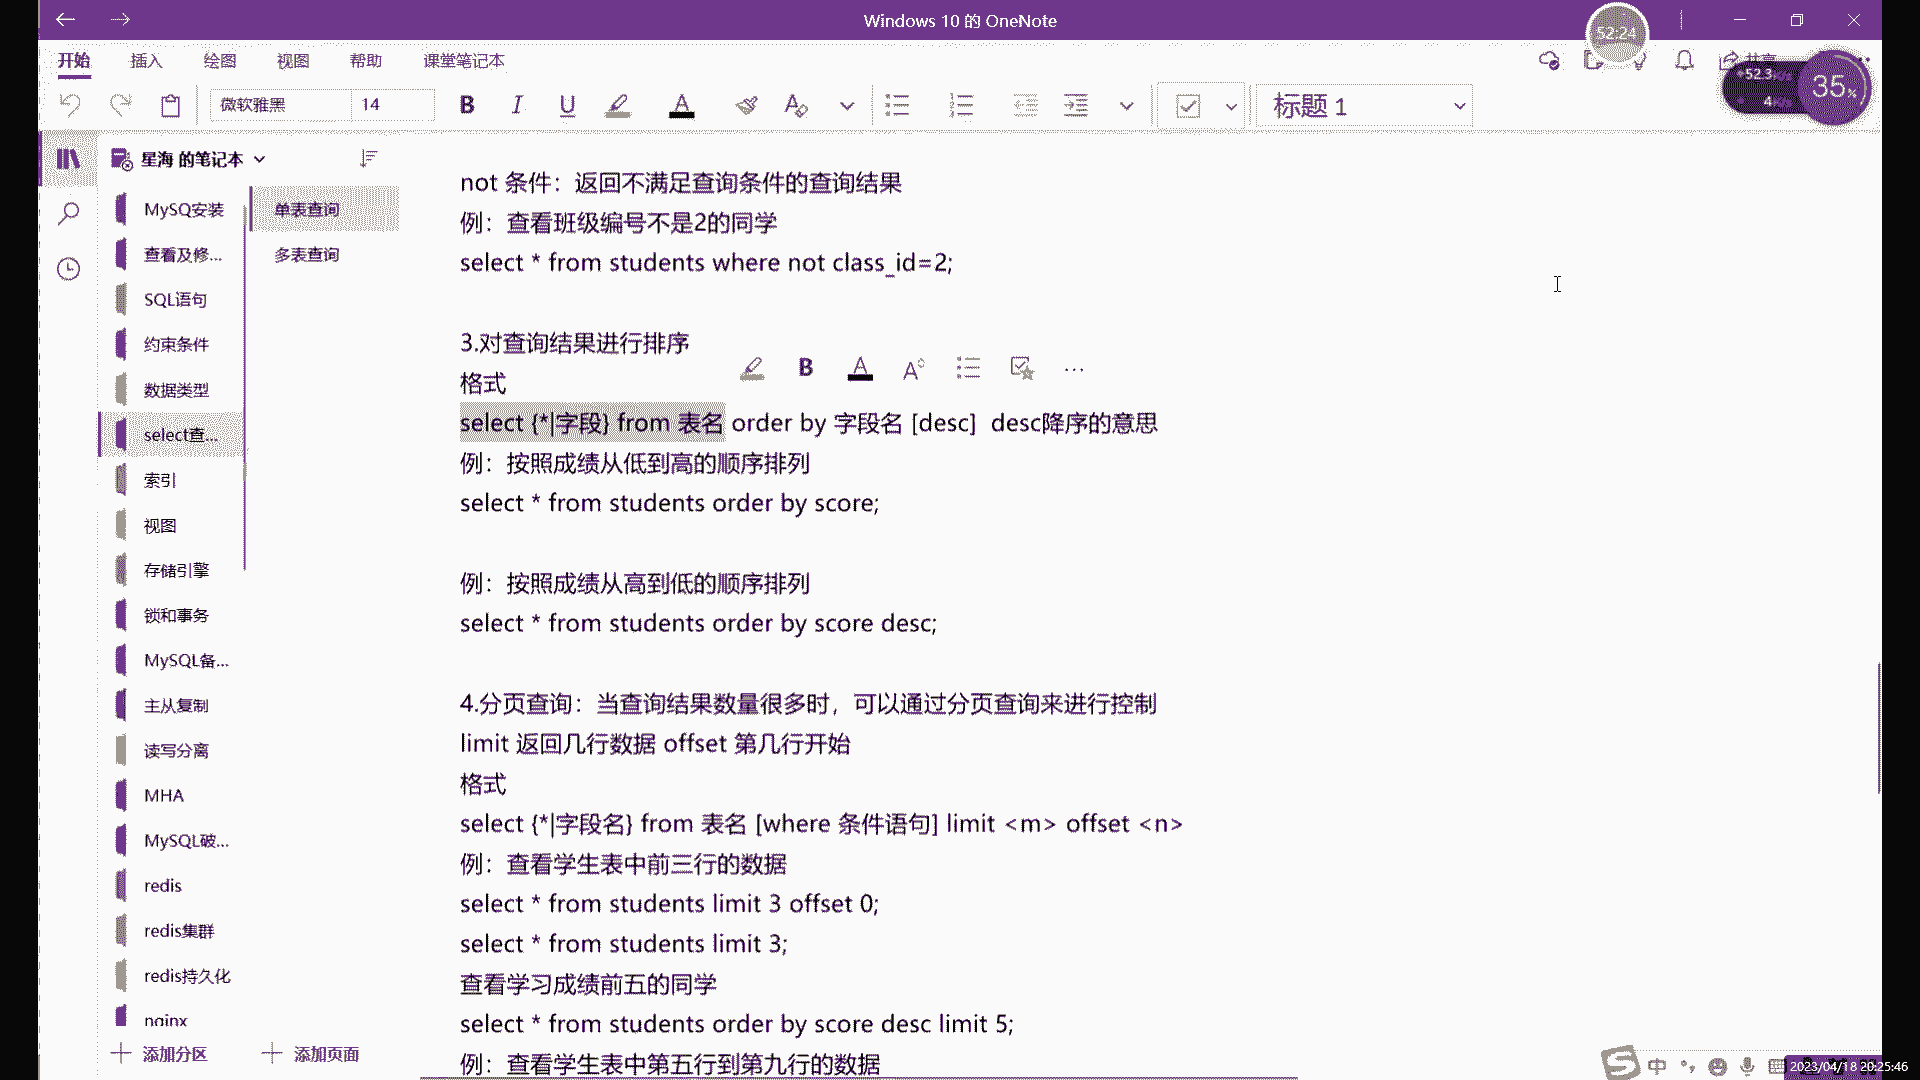 Windows 10 的 OneNote
52:24
开始 插入 绘图 视图 帮助 课堂笔记本
共享
52.3
4
35%
微软雅黑 14 B I U A
标题 1
星海 的笔记本
MySQ安装
查看及修...
SQL语句
约束条件
数据类型
select查...
索引
视图
存储引擎
锁和事务
MySQL备...
主从复制
读写分离
MHA
MySQL破...
redis
redis集群
redis持久化
nginx
添加分区
单表查询
多表查询
添加页面
not 条件：返回不满足查询条件的查询结果
例：查看班级编号不是2的同学
select * from students where not class_id=2;
3.对查询结果进行排序
格式
select {*|字段} from 表名 order by 字段名 [desc]  desc降序的意思
例：按照成绩从低到高的顺序排列
select * from students order by score;
例：按照成绩从高到低的顺序排列
select * from students order by score desc;
4.分页查询：当查询结果数量很多时，可以通过分页查询来进行控制
limit 返回几行数据 offset 第几行开始
格式
select {*|字段名} from 表名 [where 条件语句] limit <m> offset <n>
例：查看学生表中前三行的数据
select * from students limit 3 offset 0;
select * from students limit 3;
查看学习成绩前五的同学
select * from students order by score desc limit 5;
例：查看学生表中第五行到第九行的数据
中
2023/04/18 20:25:46